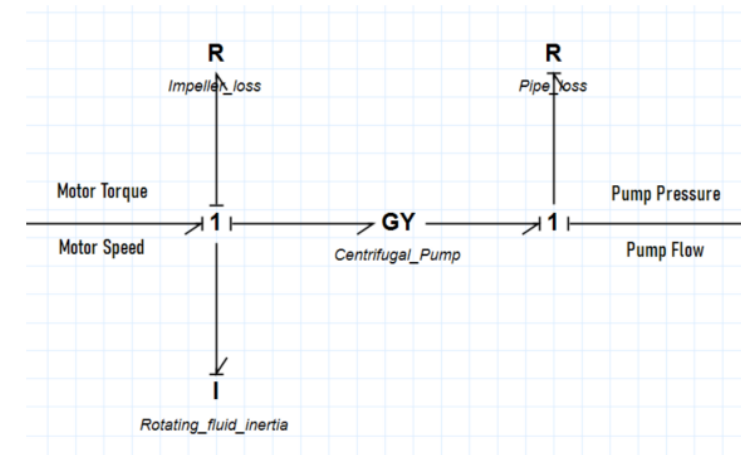 R R
Impeller_loss Pipe_loss
Motor Torque Pump Pressure
1 GY 1
Motor Speed Centrifugal_Pump Pump Flow
I
Rotating_fluid_inertia